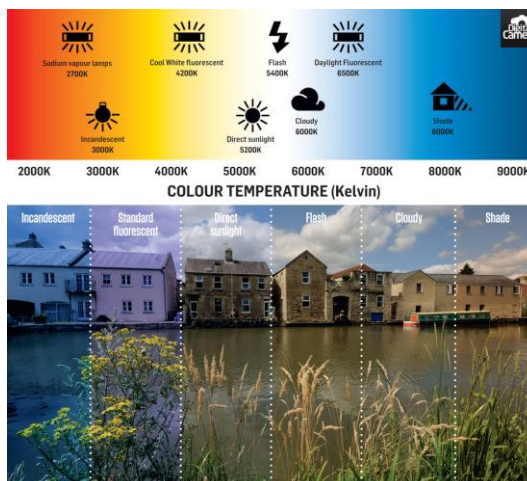 Digital
Camera
Sodium vapour lamps
2700K
Cool White fluorescent
4200K
Flash
5400K
Daylight Fluorescent
6500K
Incandescent
3000K
Direct sunlight
5200K
Cloudy
6000K
Shade
8000K
2000K 3000K 4000K 5000K 6000K 7000K 8000K 9000K
COLOUR TEMPERATURE (Kelvin)
Incandescent
Standard
fluorescent
Direct
sunlight
Flash
Cloudy
Shade